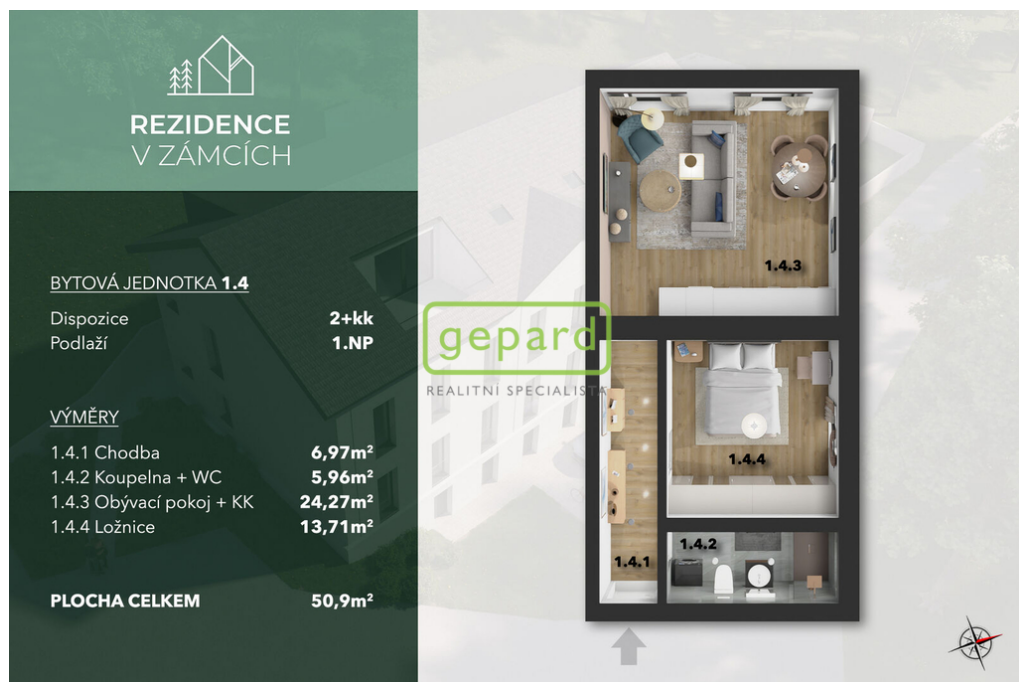 REZIDENCE
V ZÁMCÍCH
BYTOVÁ JEDNOTKA 1.4
Dispozice 2+kk
Podlaží 1.NP
VÝMĚRY
1.4.1 Chodba 6,97m²
1.4.2 Koupelna + WC 5,96m²
1.4.3 Obývací pokoj + KK 24,27m²
1.4.4 Ložnice 13,71m²
PLOCHA CELKEM 50,9m²
1.4.3
gepard
REALITNÍ SPECIALISTA
1.4.4
1.4.2
1.4.1